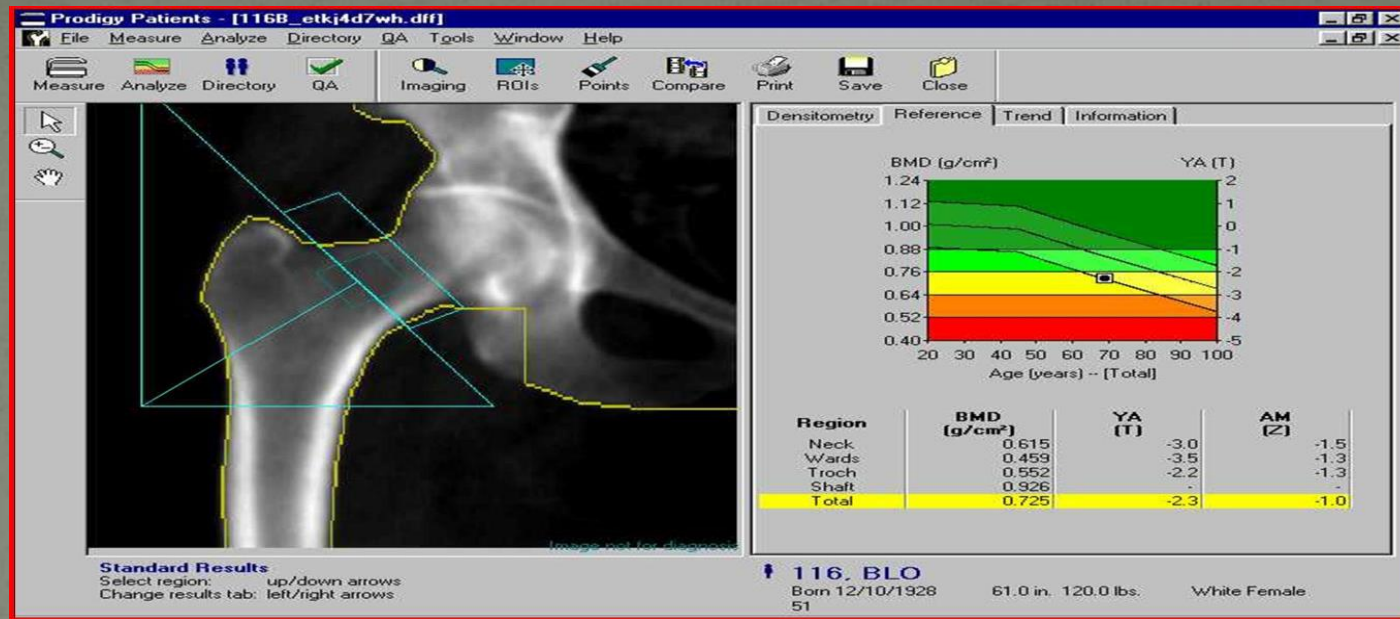 Prodigy Patients - [116B_etkj4d7wh.dff]
File Measure Analyze Directory QA Tools Window Help
Measure Analyze Directory QA Imaging ROIs Points Compare Print Save Close
Densitometry Reference Trend Information
BMD (g/cm²) YA (T)
1.24 2
1.12 1
1.00 0
0.88 -1
0.76 -2
0.64 -3
0.52 -4
0.40 -5
20 30 40 50 60 70 80 90 100
Age (years) -- [Total]
Region BMD (g/cm²) YA (T) AM (Z)
Neck 0.615 -3.0 -1.5
Wards 0.459 -3.5 -1.3
Troch 0.552 -2.2 -1.3
Shaft 0.926 - -
Total 0.725 -2.3 -1.0
Image not for diagnosis
Standard Results
Select region: up/down arrows
Change results tab: left/right arrows
116, BLO
Born 12/10/1928 61.0 in. 120.0 lbs. White Female
51